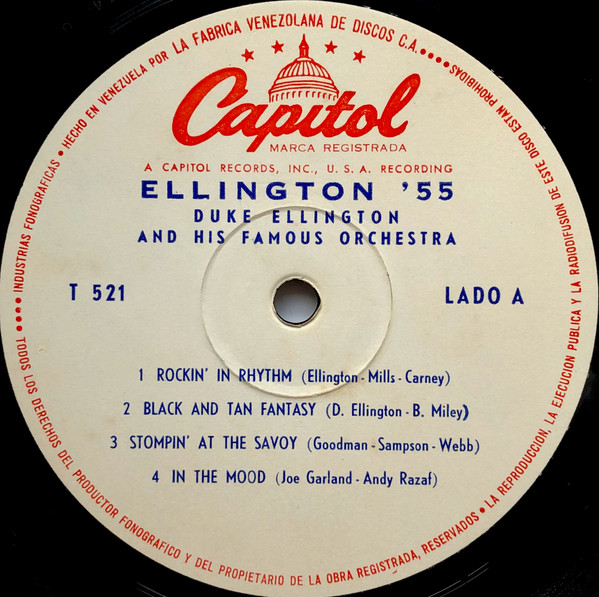 INDUSTRIAS FONOGRAFICAS • HECHO EN VENEZUELA POR LA FABRICA VENEZOLANA DE DISCOS C.A.
TODOS LOS DERECHOS DEL PRODUCTOR FONOGRAFICO Y DEL PROPIETARIO DE LA OBRA REGISTRADA, RESERVADOS • LA REPRODUCCION, LA EJECUCION PUBLICA Y LA RADIODIFUSION DE ESTE DISCO ESTAN PROHIBIDAS
Capitol
MARCA REGISTRADA
A CAPITOL RECORDS, INC., U. S. A. RECORDING
ELLINGTON '55
DUKE ELLINGTON
AND HIS FAMOUS ORCHESTRA
T 521
LADO A
1 ROCKIN' IN RHYTHM (Ellington - Mills - Carney)
2 BLACK AND TAN FANTASY (D. Ellington - B. Miley)
3 STOMPIN' AT THE SAVOY (Goodman - Sampson - Webb)
4 IN THE MOOD (Joe Garland - Andy Razaf)